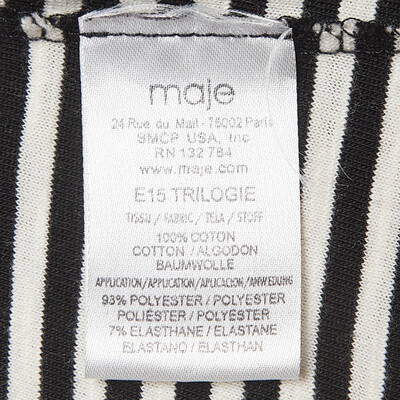 maje
24 Rue du Mail - 75002 Paris
SMCP USA, Inc
RN 132 784
www.maje.com
E15 TRILOGIE
TISSU / FABRIC / TELA / STOFF
100% COTON
COTTON / ALGODON
BAUMWOLLE
APPLICATION / APPLICATION / APLICACION / ANWEDUNG
93% POLYESTER / POLYESTER
POLIÉSTER / POLYESTER
7% ELASTHANE / ELASTANE
ELASTANO / ELASTHAN